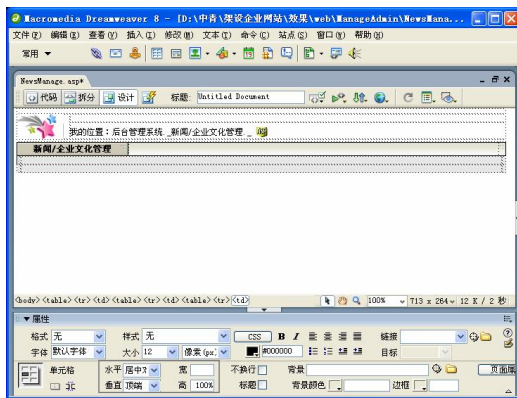 Macromedia Dreamweaver 8 - [D:\中青\架设企业网站\效果\web\ManageAdmin\NewsMana...
文件(F) 编辑(E) 查看(V) 插入(I) 修改(M) 文本(T) 命令(C) 站点(S) 窗口(W) 帮助(H)
常用
NewsManage.asp*
代码 拆分 设计 标题: Untitled Document
我的位置：后台管理系统._新闻/企业文化管理._
新闻/企业文化管理
<body><table><tr><td><table><tr><td><table><tr><td> 100% 713 x 264 12 K / 2 秒
属性
格式 无 样式 无 CSS B I 链接
字体 默认字体 大小 12 像素(px) #000000 目标
单元格 水平 居中对 宽 不换行 背景 页面属
垂直 顶端 高 100% 标题 背景颜色 边框